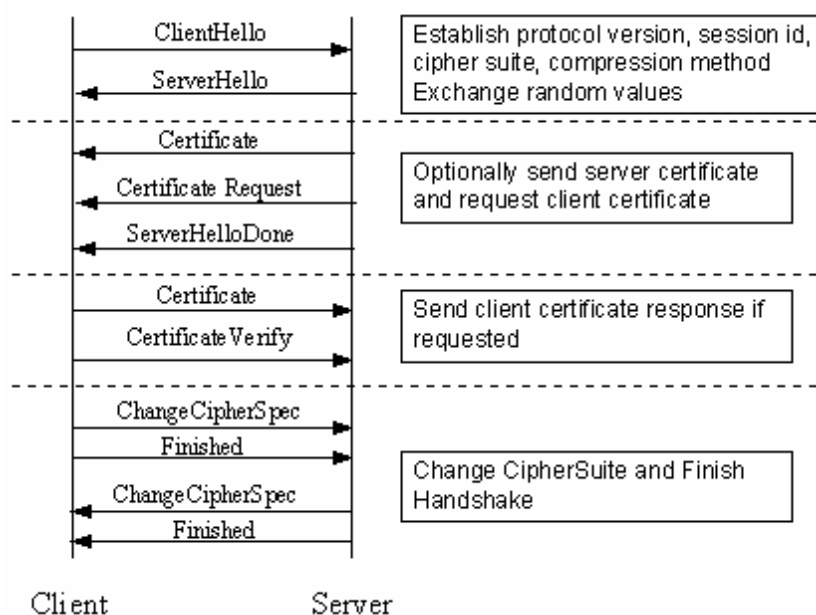 ClientHello
ServerHello
Establish protocol version, session id,
cipher suite, compression method
Exchange random values
Certificate
Certificate Request
ServerHelloDone
Optionally send server certificate
and request client certificate
Certificate
CertificateVerify
Send client certificate response if
requested
ChangeCipherSpec
Finished
ChangeCipherSpec
Finished
Change CipherSuite and Finish
Handshake
Client
Server